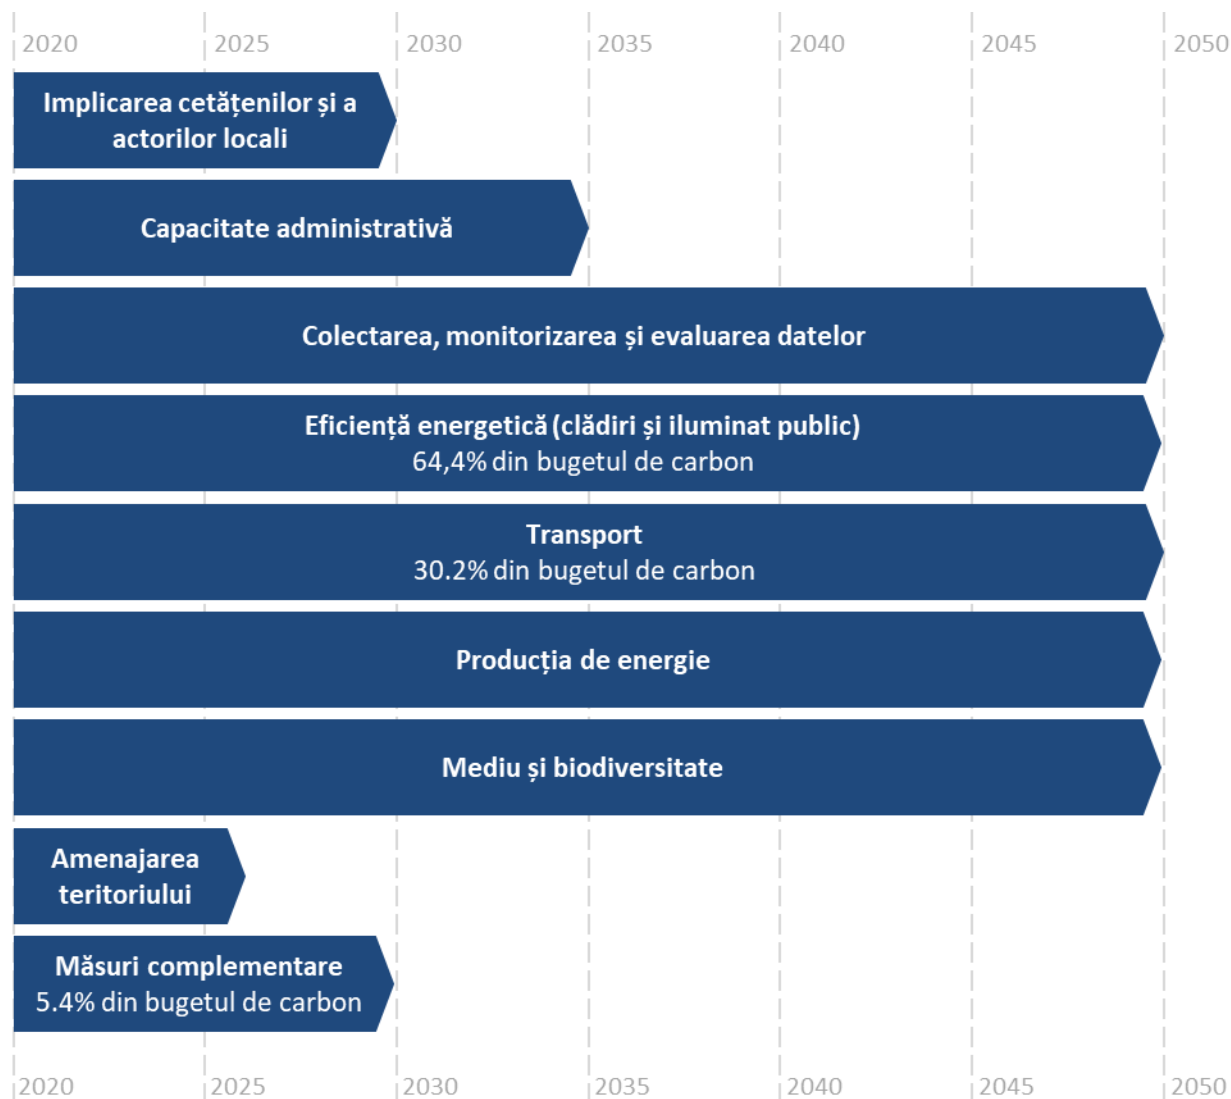 2020 2025 2030 2035 2040 2045 2050
Implicarea cetățenilor și a
actorilor locali
Capacitate administrativă
Colectarea, monitorizarea și evaluarea datelor
Eficiență energetică (clădiri și iluminat public)
64,4% din bugetul de carbon
Transport
30.2% din bugetul de carbon
Producția de energie
Mediu și biodiversitate
Amenajarea
teritoriului
Măsuri complementare
5.4% din bugetul de carbon
2020 2025 2030 2035 2040 2045 2050